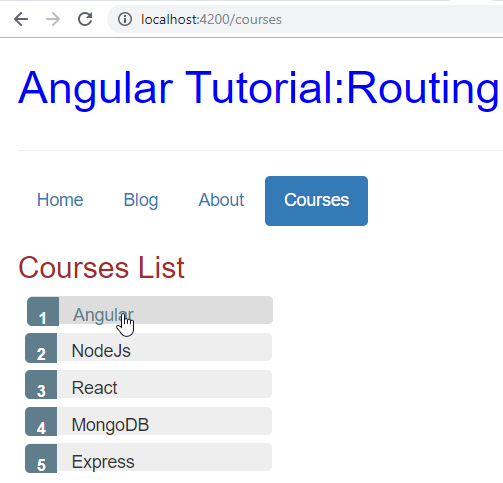 localhost:4200/courses
Angular Tutorial:Routing
Home Blog About Courses
Courses List
1 Angular
2 NodeJs
3 React
4 MongoDB
5 Express